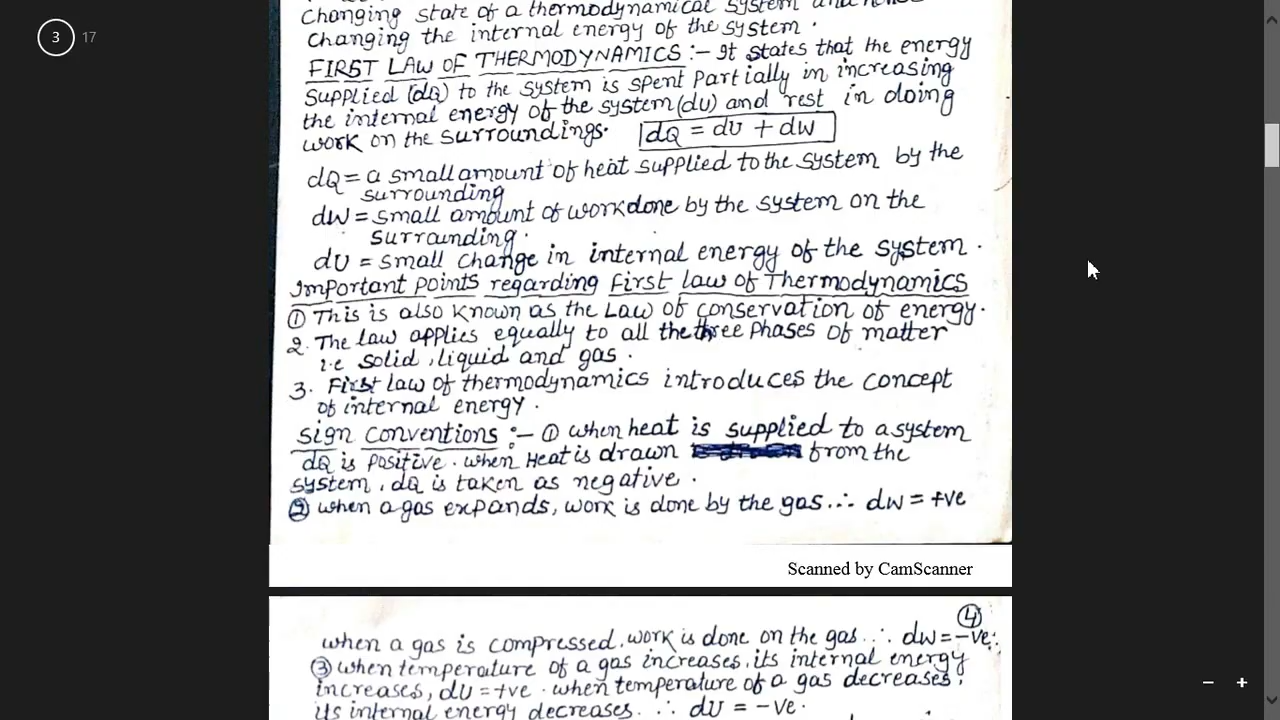 3 17
Changing state of a thermodynamical system and hence
Changing the internal energy of the system.
FIRST LAW OF THERMODYNAMICS :- It states that the energy
supplied (dQ) to the system is spent partially in increasing
the internal energy of the system (dU) and rest in doing
work on the surroundings. dQ = dU + dW
dQ = a small amount of heat supplied to the system by the
surrounding
dW = small amount of workdone by the system on the
surrounding.
dU = small change in internal energy of the system.
Important points regarding First law of Thermodynamics
① This is also known as the Law of conservation of energy.
2. The law applies equally to all the three phases of matter
i.e solid, liquid and gas.
3. First law of thermodynamics introduces the concept
of internal energy.
Sign Conventions :- ① when heat is supplied to a system
dQ is positive. when Heat is drawn from the
system, dQ is taken as negative.
② when a gas expands, work is done by the gas ∴ dW = +ve
Scanned by CamScanner
④
when a gas is compressed, work is done on the gas ∴ dW = -ve.
③ when temperature of a gas increases, its internal energy
increases, dU = +ve. when temperature of a gas decreases,
its internal energy decreases. ∴ dU = -ve.